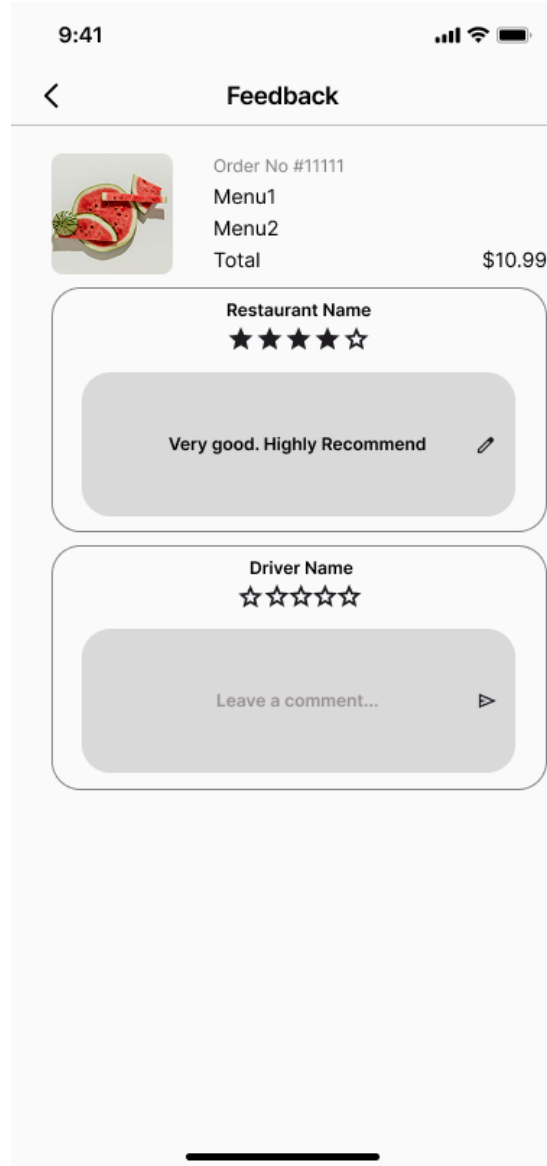 9:41
Feedback
Order No #11111
Menu1
Menu2
Total $10.99
Restaurant Name
Very good. Highly Recommend
Driver Name
Leave a comment...